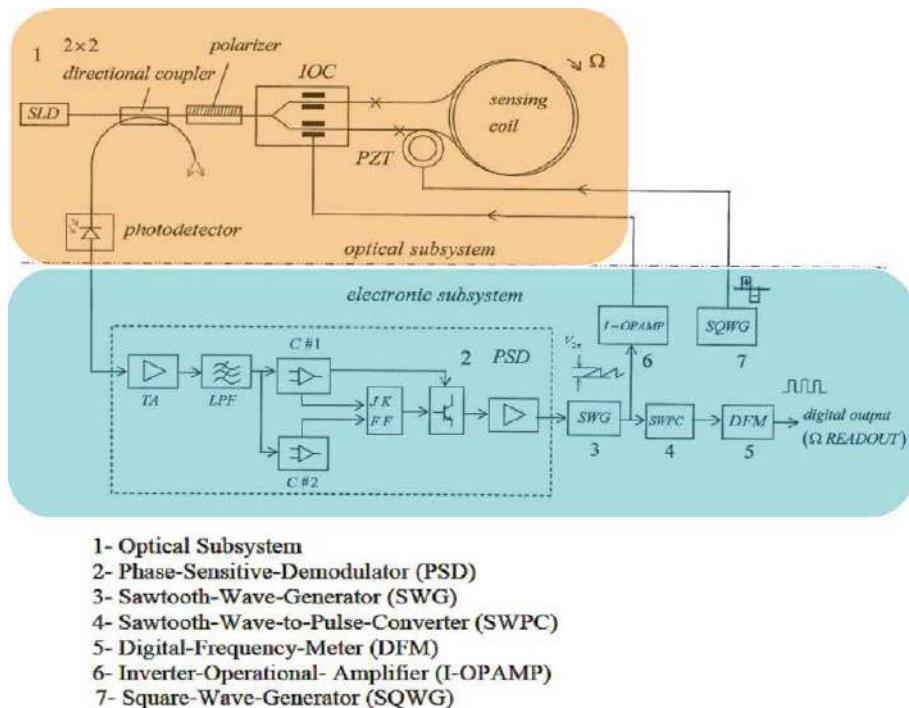 1
2×2
directional coupler
polarizer
IOC
SLD
sensing
coil
Ω
PZT
photodetector
optical subsystem
electronic subsystem
I-OPAMP
6
SQWG
7
V2π
C #1
2 PSD
TA
LPF
JK
FF
C #2
SWG
3
SWPC
4
DFM
5
digital output
(Ω READOUT)
1- Optical Subsystem
2- Phase-Sensitive-Demodulator (PSD)
3- Sawtooth-Wave-Generator (SWG)
4- Sawtooth-Wave-to-Pulse-Converter (SWPC)
5- Digital-Frequency-Meter (DFM)
6- Inverter-Operational- Amplifier (I-OPAMP)
7- Square-Wave-Generator (SQWG)